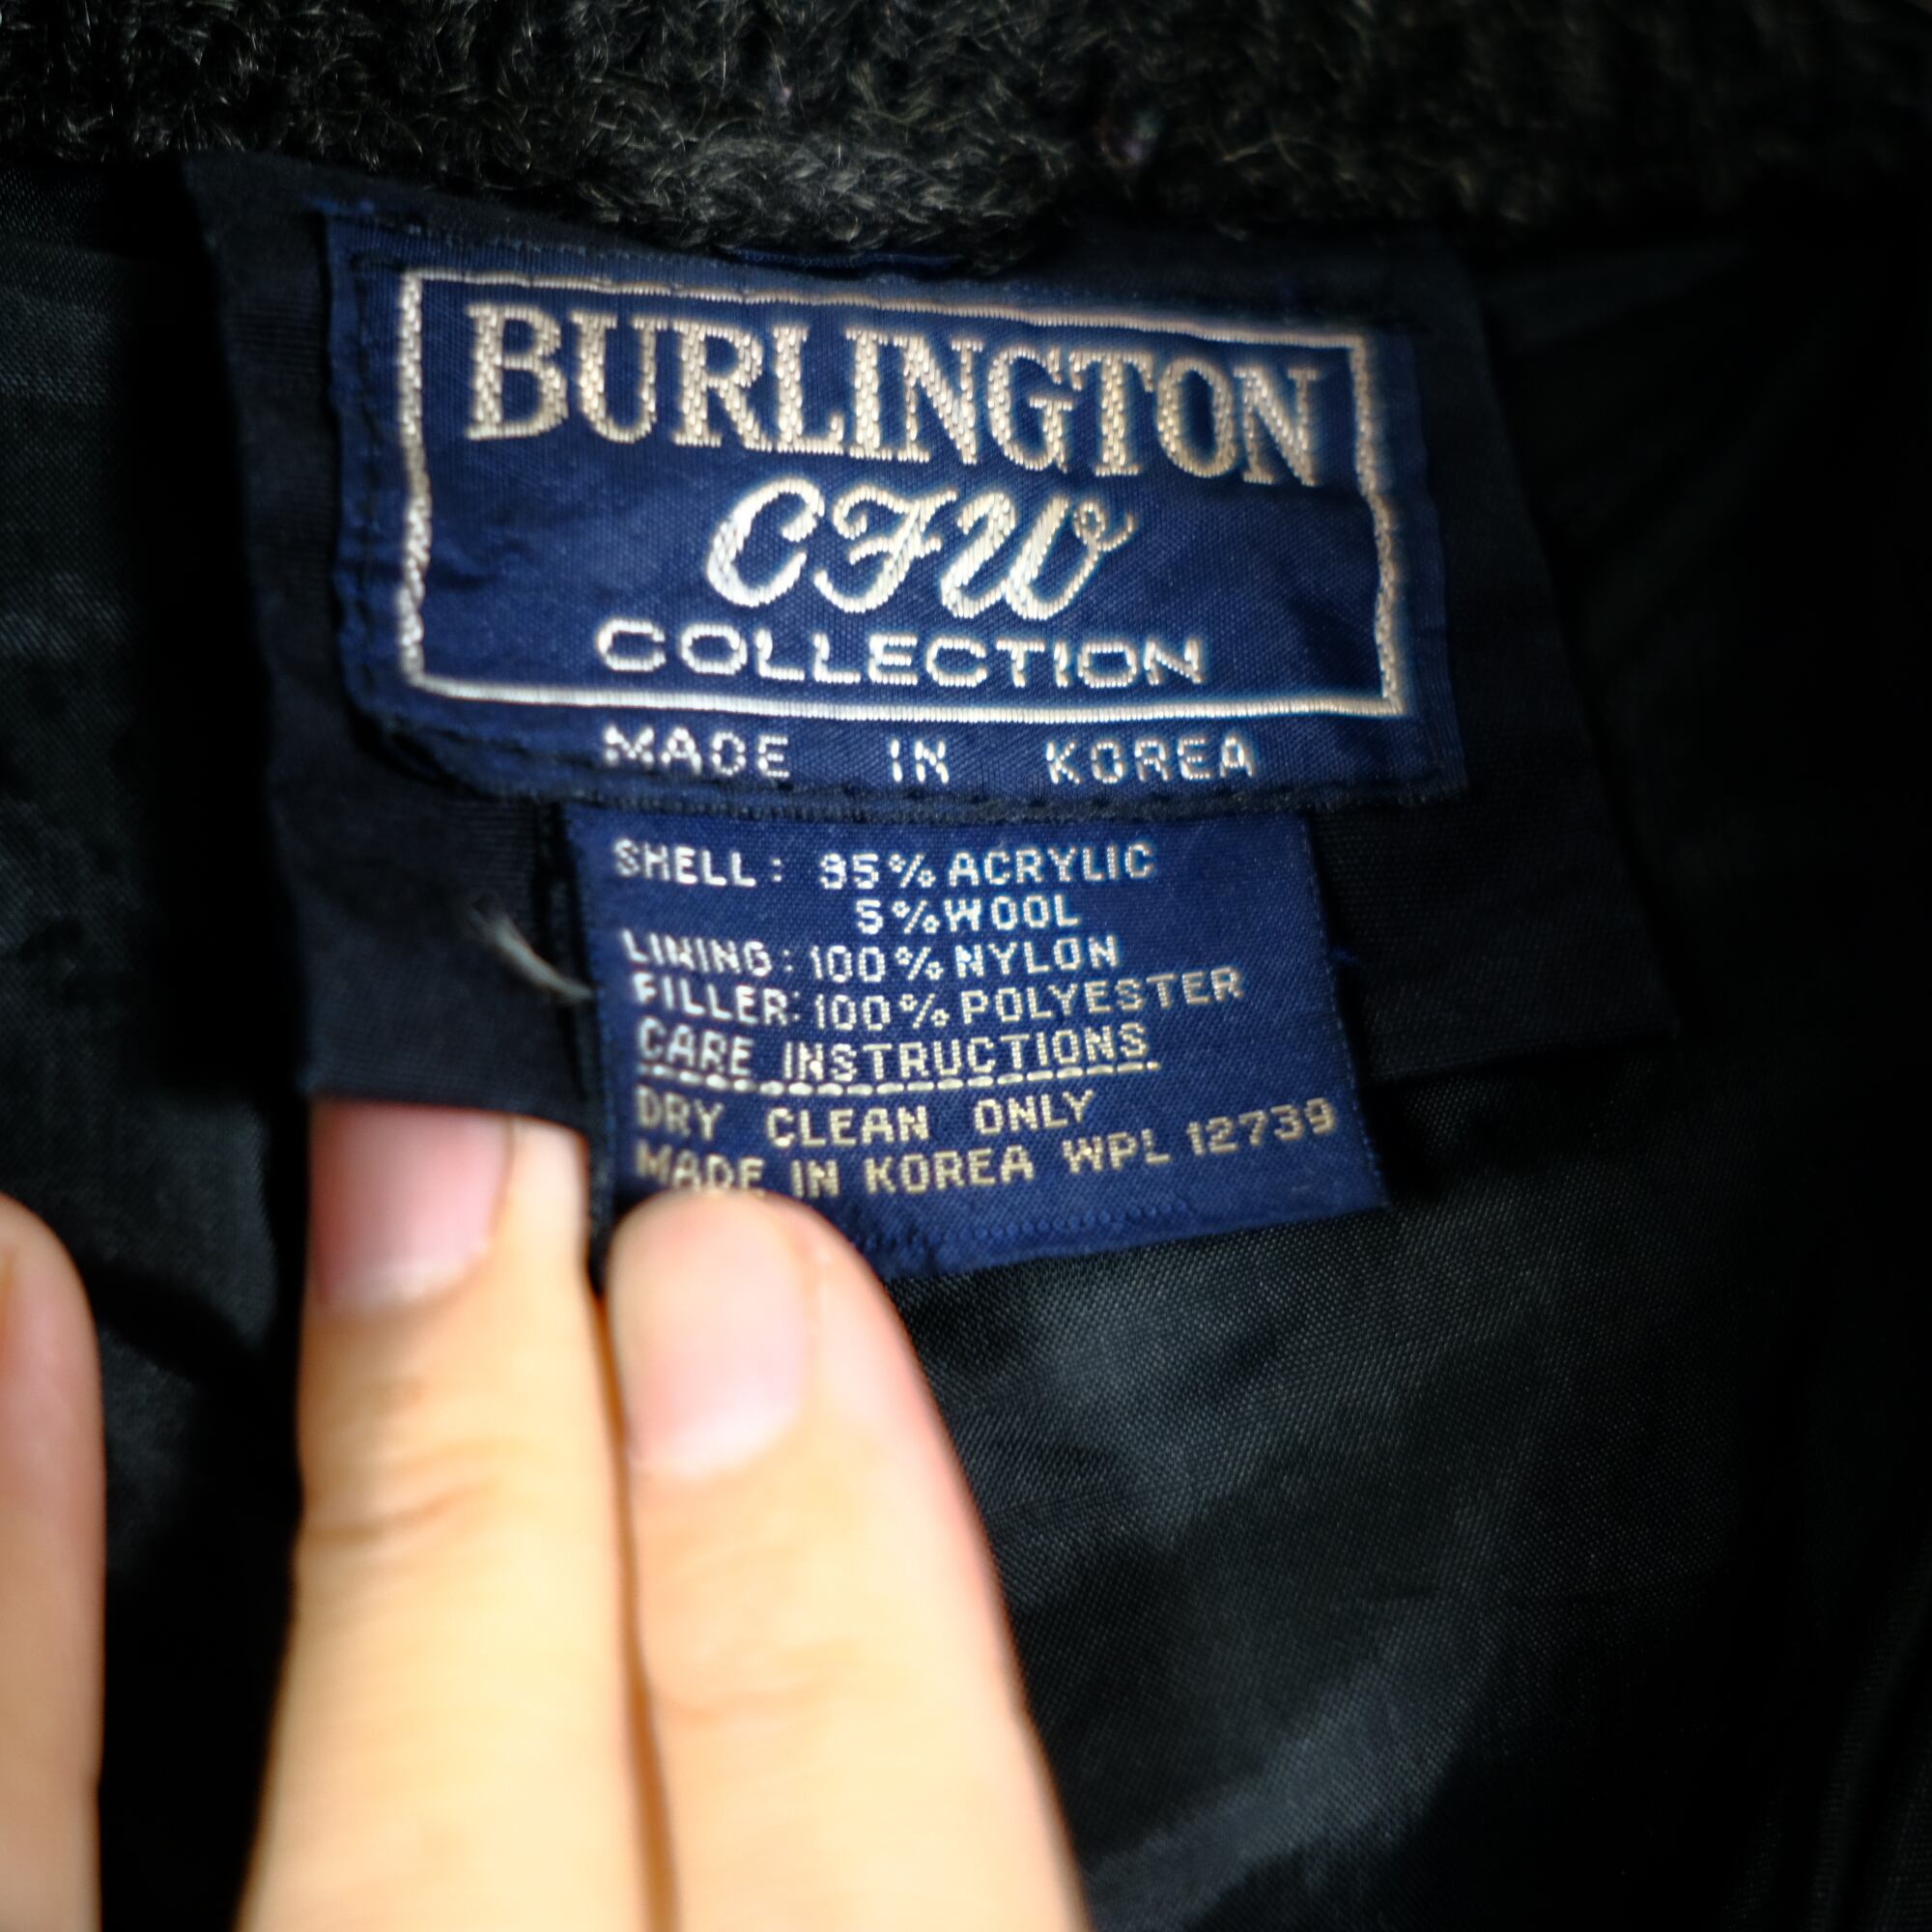 BURLINGTON
CFW
COLLECTION
MADE IN KOREA
SHELL: 95% ACRYLIC
5% WOOL
LINING: 100% NYLON
FILLER: 100% POLYESTER
CARE INSTRUCTIONS
DRY CLEAN ONLY
MADE IN KOREA WPL 12739